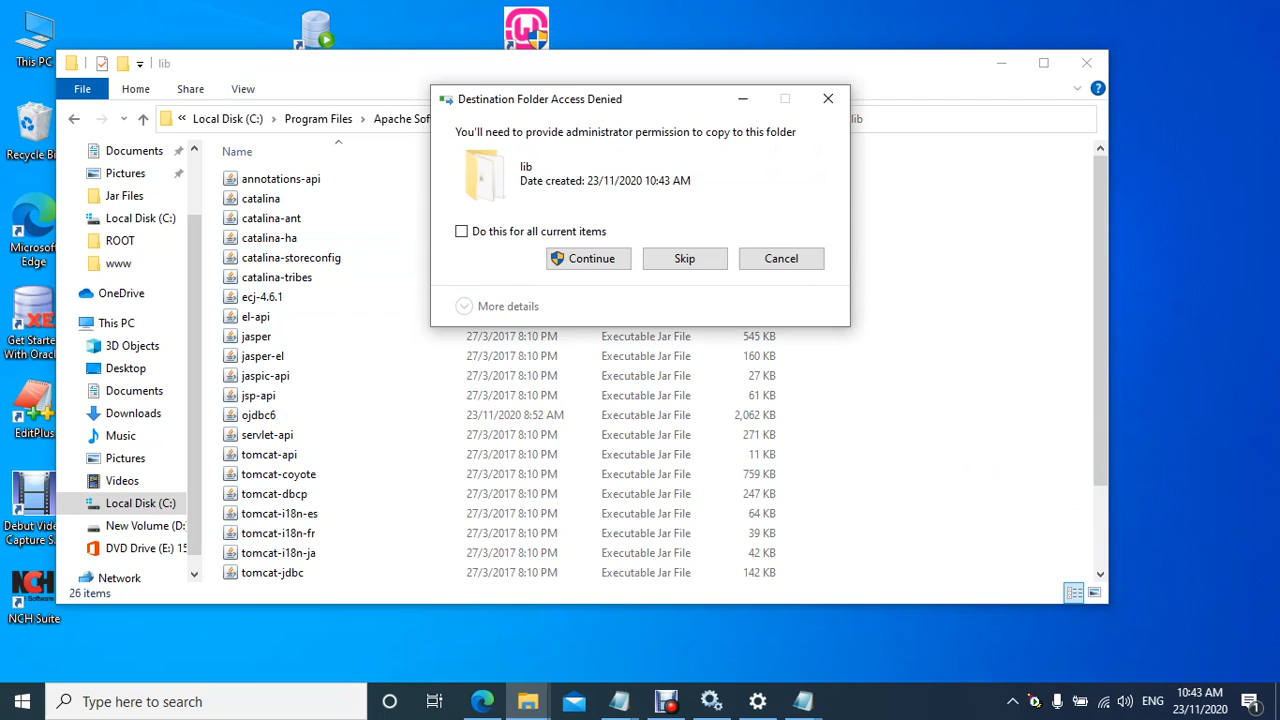 This PC
lib
File
Home
Share
View
« Local Disk (C:) > Program Files > Apache Sof
lib
Destination Folder Access Denied
You'll need to provide administrator permission to copy to this folder
lib
Date created: 23/11/2020 10:43 AM
Do this for all current items
Continue
Skip
Cancel
More details
Recycle Bi
Microsof
Edge
Get Starte
With Oracl
EditPlus
Debut Vide
Capture S...
NCH Suite
Documents
Pictures
Jar Files
Local Disk (C:)
ROOT
www
OneDrive
This PC
3D Objects
Desktop
Documents
Downloads
Music
Pictures
Videos
Local Disk (C:)
New Volume (D:
DVD Drive (E:) 15
Network
Name
annotations-api
catalina
catalina-ant
catalina-ha
catalina-storeconfig
catalina-tribes
ecj-4.6.1
el-api
jasper 27/3/2017 8:10 PM Executable Jar File 545 KB
jasper-el 27/3/2017 8:10 PM Executable Jar File 160 KB
jaspic-api 27/3/2017 8:10 PM Executable Jar File 27 KB
jsp-api 27/3/2017 8:10 PM Executable Jar File 61 KB
ojdbc6 23/11/2020 8:52 AM Executable Jar File 2,062 KB
servlet-api 27/3/2017 8:10 PM Executable Jar File 271 KB
tomcat-api 27/3/2017 8:10 PM Executable Jar File 11 KB
tomcat-coyote 27/3/2017 8:10 PM Executable Jar File 759 KB
tomcat-dbcp 27/3/2017 8:10 PM Executable Jar File 247 KB
tomcat-i18n-es 27/3/2017 8:10 PM Executable Jar File 64 KB
tomcat-i18n-fr 27/3/2017 8:10 PM Executable Jar File 39 KB
tomcat-i18n-ja 27/3/2017 8:10 PM Executable Jar File 42 KB
tomcat-jdbc 27/3/2017 8:10 PM Executable Jar File 142 KB
26 items
Type here to search
ENG
10:43 AM
23/11/2020
1